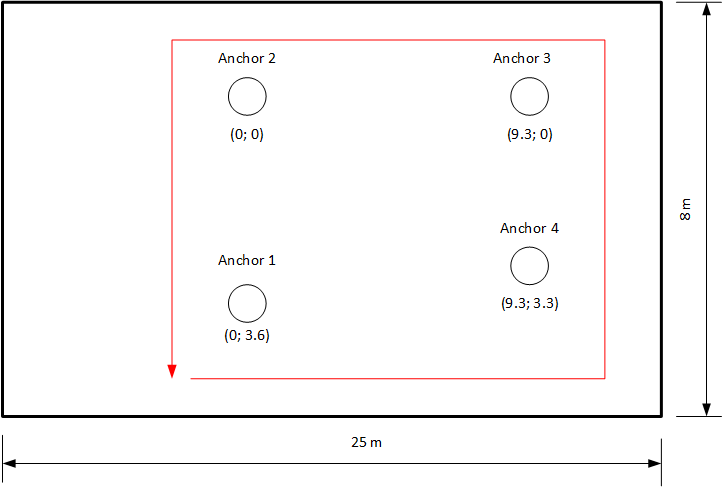 Anchor 2
Anchor 3
(0; 0)
(9.3; 0)
8 m
Anchor 4
Anchor 1
(9.3; 3.3)
(0; 3.6)
25 m